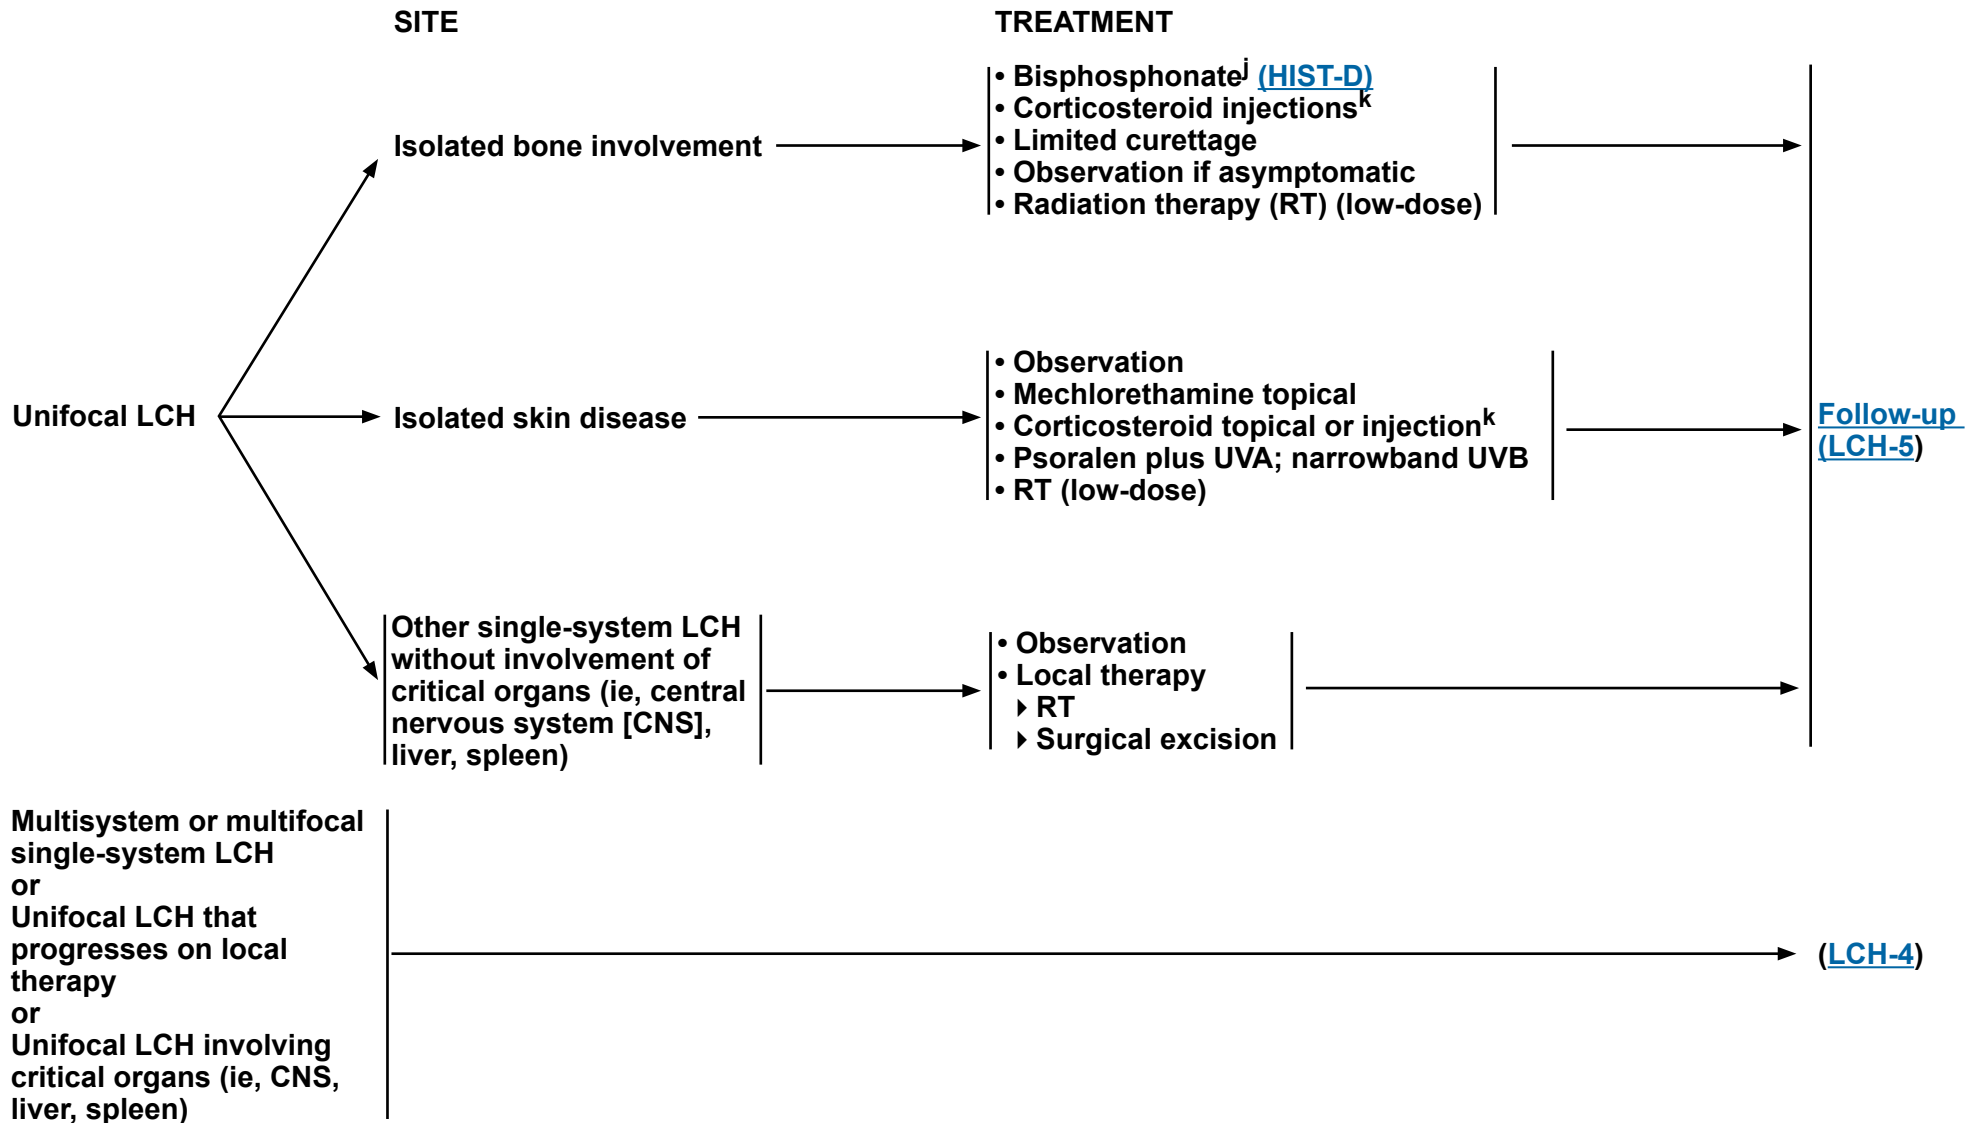 SITE
TREATMENT
Unifocal LCH
Isolated bone involvement
• Bisphosphonateʲ (HIST-D)
• Corticosteroid injectionsᵏ
• Limited curettage
• Observation if asymptomatic
• Radiation therapy (RT) (low-dose)
Isolated skin disease
• Observation
• Mechlorethamine topical
• Corticosteroid topical or injectionᵏ
• Psoralen plus UVA; narrowband UVB
• RT (low-dose)
Other single-system LCH
without involvement of
critical organs (ie, central
nervous system [CNS],
liver, spleen)
• Observation
• Local therapy
▸ RT
▸ Surgical excision
Follow-up
(LCH-5)
Multisystem or multifocal
single-system LCH
or
Unifocal LCH that
progresses on local
therapy
or
Unifocal LCH involving
critical organs (ie, CNS,
liver, spleen)
(LCH-4)